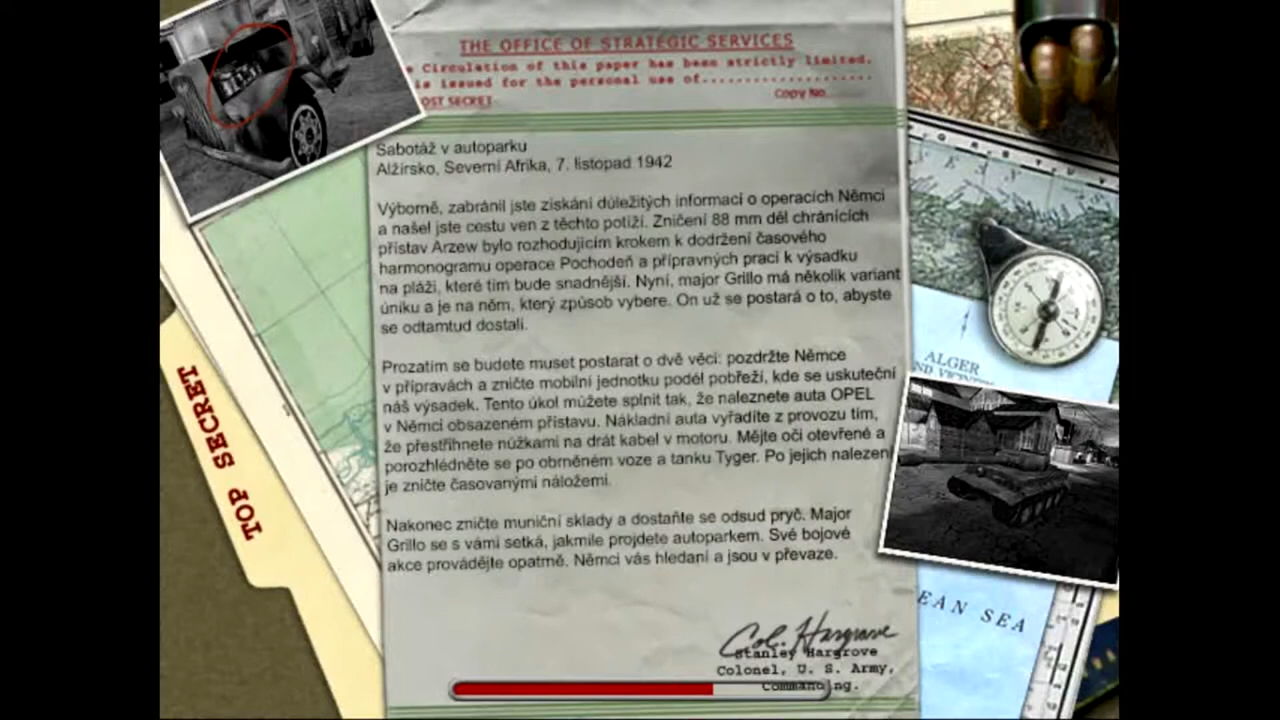 THE OFFICE OF STRATEGIC SERVICES
e Circulation of this paper has been strictly limited.
is issued for the personal use of...................
OST SECRET
Copy No.
Sabotáž v autoparku
Alžírsko, Severní Afrika, 7. listopad 1942
Výborně, zabránil jste získání důležitých informací o operacích Němci
a našel jste cestu ven z těchto potíží. Zničení 88 mm děl chránících
přístav Arzew bylo rozhodujícím krokem k dodržení časového
harmonogramu operace Pochodeň a přípravných prací k výsadku
na pláži, které tím bude snadnější. Nyní, major Grillo má několik variant
úniku a je na něm, který způsob vybere. On už se postará o to, abyste
se odtamtud dostali.
Prozatím se budete muset postarat o dvě věci: pozdržte Němce
v přípravách a zničte mobilní jednotku podél pobřeží, kde se uskuteční
náš výsadek. Tento úkol můžete splnit tak, že naleznete auta OPEL
v Němci obsazeném přístavu. Nákladní auta vyřadíte z provozu tím,
že přestřihnete nůžkami na drát kabel v motoru. Mějte oči otevřené a
porozhlédněte se po obrněném voze a tanku Tyger. Po jejich nalezení
je zničte časovanými náložemi.
Nakonec zničte muniční sklady a dostaňte se odsud pryč. Major
Grillo se s vámi setká, jakmile projdete autoparkem. Své bojové
akce provádějte opatrně. Němci vás hledaní a jsou v převaze.
Col. Hargrave
Stanley Hargrove
Colonel, U. S. Army,
Commanding.
TOP SECRET
ALGER
ND VICINITY
EAN SEA